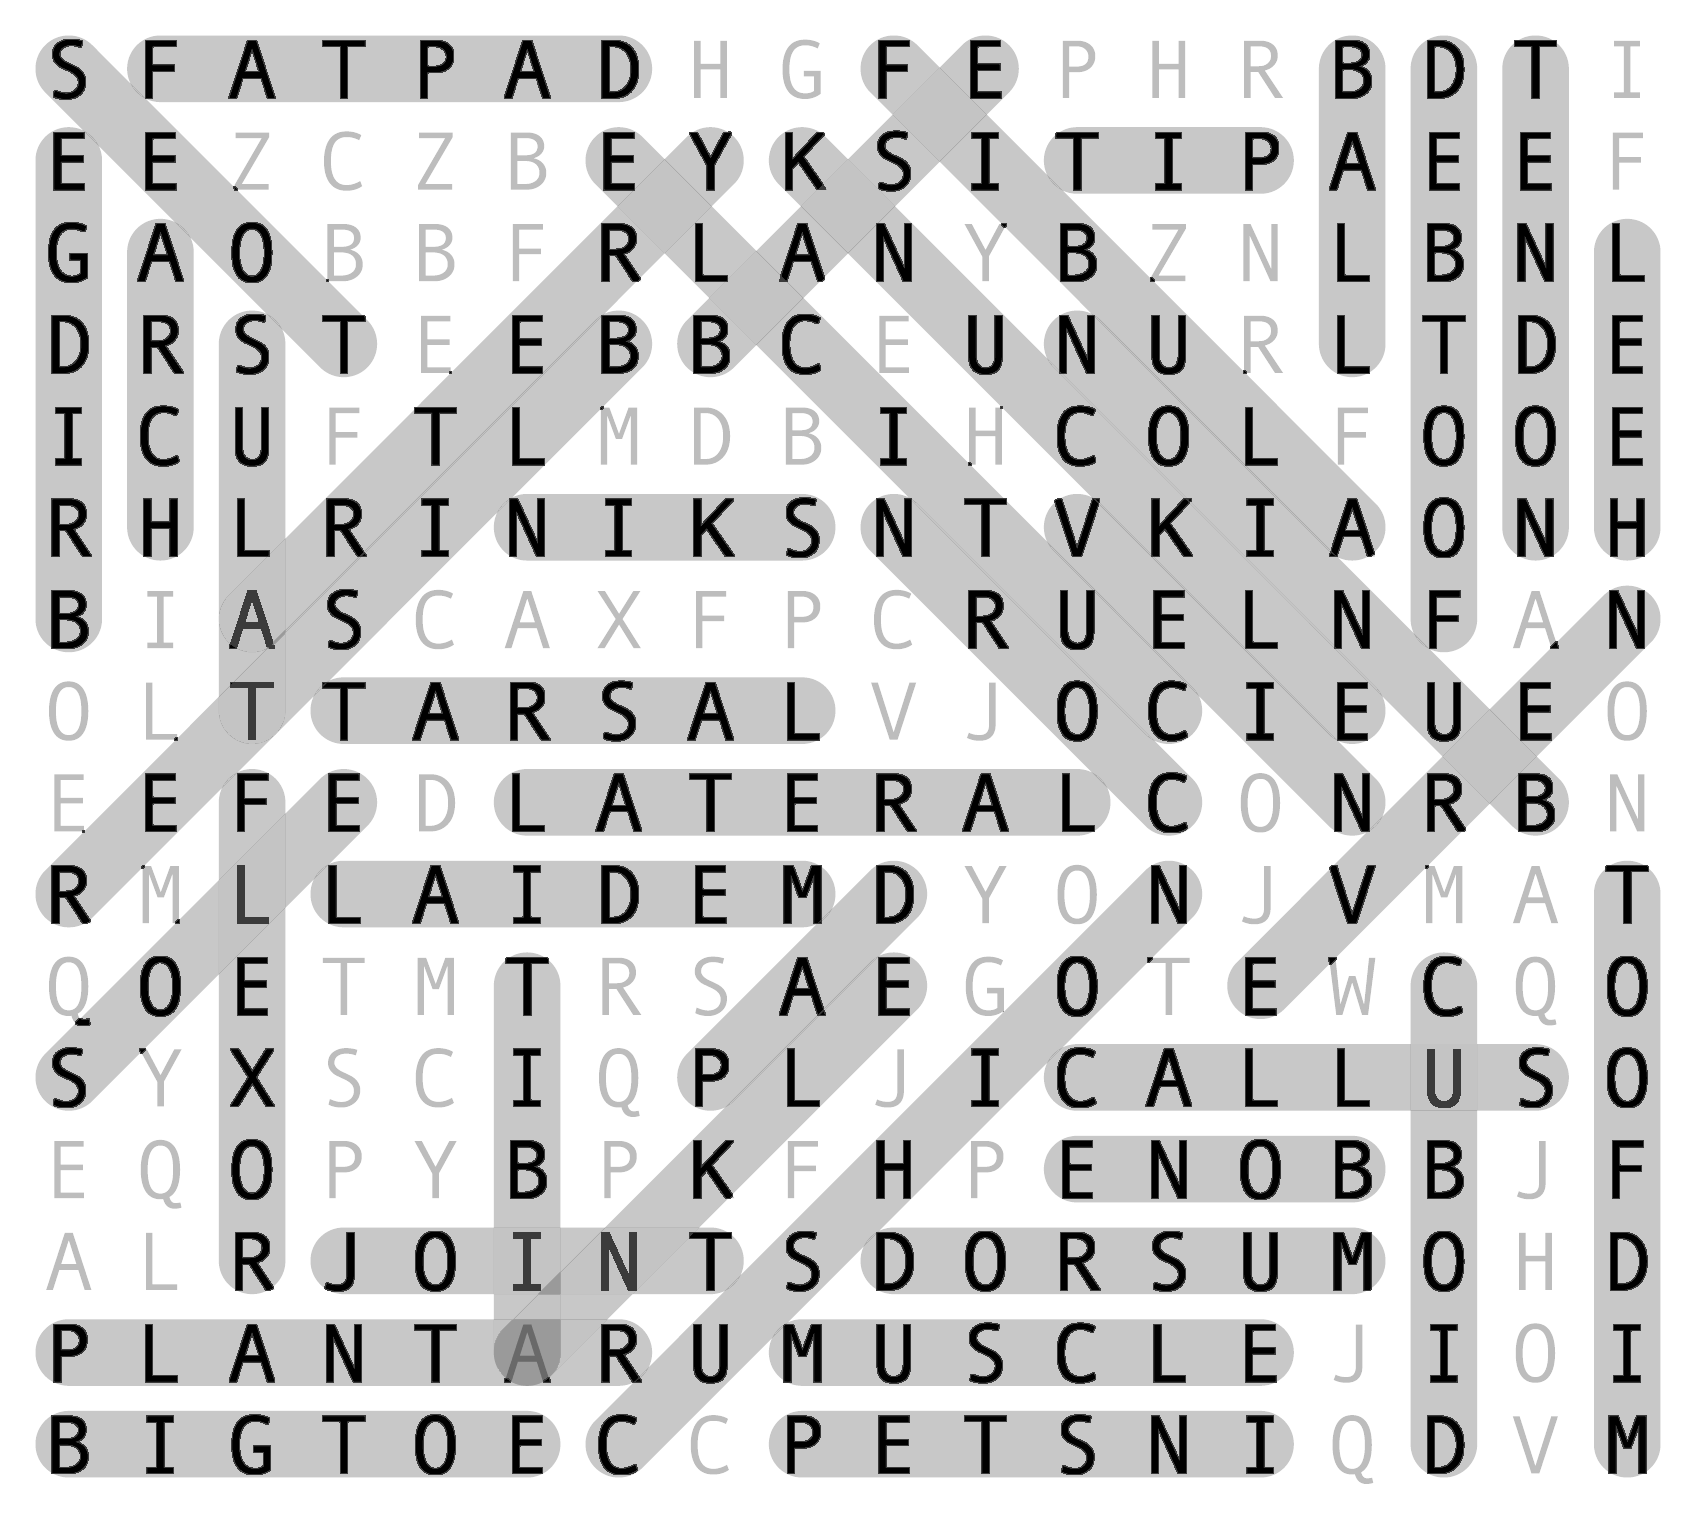 S F A T P A D H G F E P H R B D T I
E E Z C Z B E Y K S I T I P A E E F
G A O B B F R L A N Y B Z N L B N L
D R S T E E B B C E U N U R L T D E
I C U F T L M D B I H C O L F O O E
R H L R I N I K S N T V K I A O N H
B I A S C A X F P C R U E L N F A N
O L T T A R S A L V J O C I E U E O
E E F E D L A T E R A L C O N R B N
R M L L A I D E M D Y O N J V M A T
Q O E T M T R S A E G O T E W C Q O
S Y X S C I Q P L J I C A L L U S O
E Q O P Y B P K F H P E N O B B J F
A L R J O I N T S D O R S U M O H D
P L A N T A R U M U S C L E J I O I
B I G T O E C C P E T S N I Q D V M